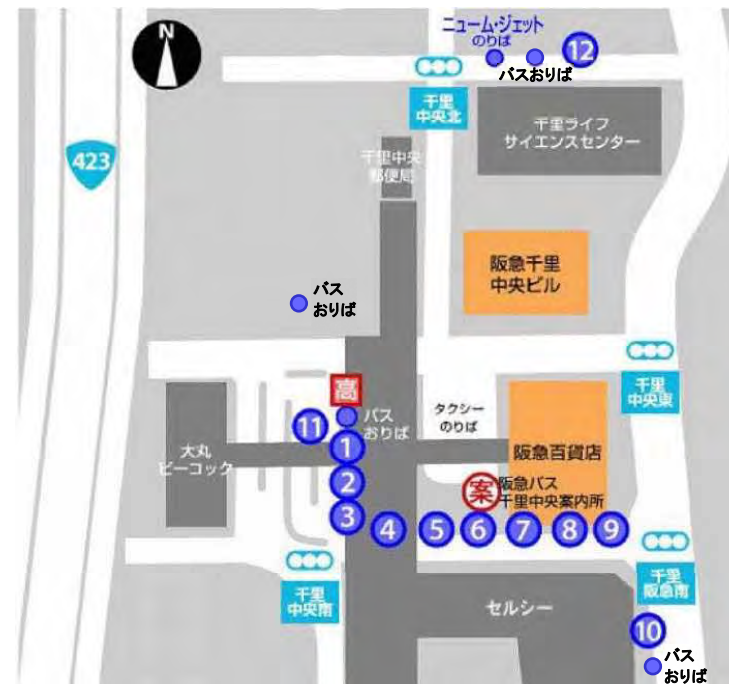 N
ニューム・ジェット
のりば
バスおりば
12
千里
中央北
千里ライフ
サイエンスセンター
423
千里中央
郵便局
阪急千里
中央ビル
バス
おりば
千里
中央東
高
バス
おりば
タクシー
のりば
11
1
大丸
ピーコック
阪急百貨店
2
案
阪急バス
千里中央案内所
3
4
5
6
7
8
9
千里
中央南
千里
阪急南
セルシー
10
バス
おりば